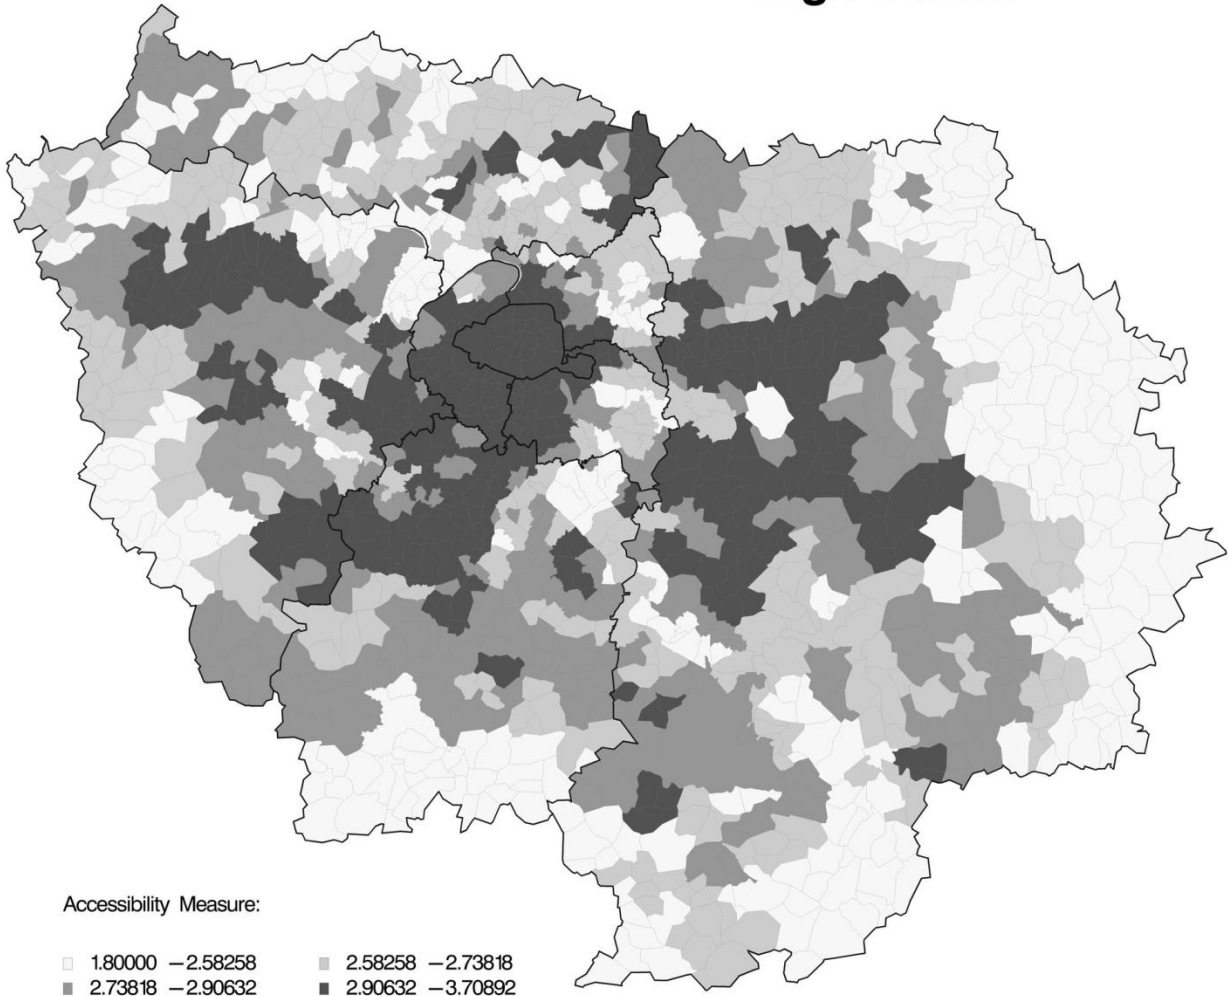 Accessibility Measure:
1.80000 – 2.58258 2.58258 – 2.73818
2.73818 – 2.90632 2.90632 – 3.70892